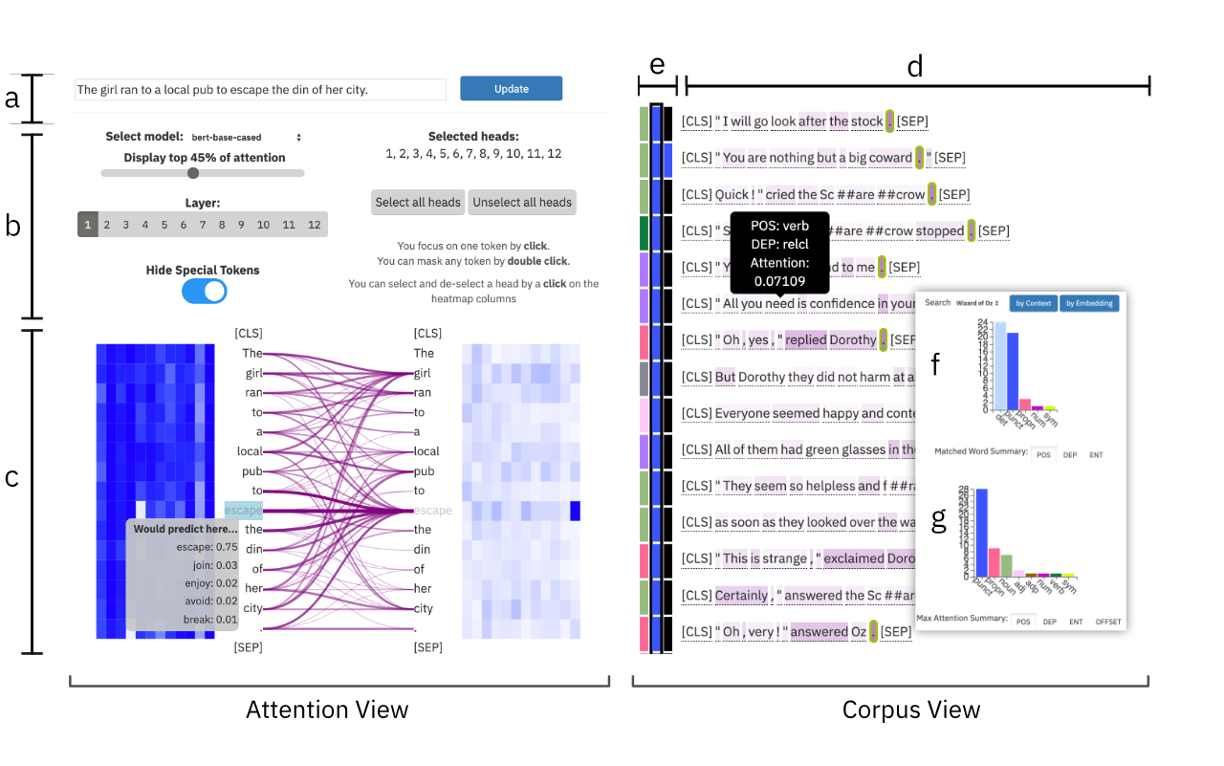 a
The girl ran to a local pub to escape the din of her city.
Update
b
Select model: bert-base-cased
Display top 45% of attention
Layer:
1 2 3 4 5 6 7 8 9 10 11 12
Hide Special Tokens
Selected heads:
1, 2, 3, 4, 5, 6, 7, 8, 9, 10, 11, 12
Select all heads Unselect all heads
You focus on one token by click.
You can mask any token by double click.
You can select and de-select a head by a click on the
heatmap columns
c
[CLS] [CLS]
The The
girl girl
ran ran
to to
a a
local local
pub pub
to to
escape escape
the the
din din
of of
her her
city city
. .
[SEP] [SEP]
Would predict here...
escape: 0.75
join: 0.03
enjoy: 0.02
avoid: 0.02
break: 0.01
Attention View
e d
[CLS] " I will go look after the stock . [SEP]
[CLS] " You are nothing but a big coward . " [SEP]
[CLS] Quick ! " cried the Sc ##are ##crow . [SEP]
[CLS] " S ##are ##crow stopped . [SEP]
[CLS] " Y d to me . [SEP]
[CLS] " All you need is confidence in your
[CLS] " Oh , yes , " replied Dorothy . [SEP
[CLS] But Dorothy they did not harm at a
[CLS] Everyone seemed happy and conte
[CLS] All of them had green glasses in the
[CLS] " They seem so helpless and f ##ra
[CLS] as soon as they looked over the wa
[CLS] " This is strange , " exclaimed Doro
[CLS] Certainly , " answered the Sc ##ar
[CLS] " Oh , very ! " answered Oz . [SEP]
POS: verb
DEP: relcl
Attention:
0.07109
Search Wizard of Oz by Context by Embedding
f
24
22
20
18
16
14
12
10
8
6
4
2
0
det punct propn num sym
Matched Word Summary: POS DEP ENT
g
28
26
24
22
20
18
16
14
12
10
8
6
4
2
0
punct propn noun adj adp num verb sym
Max Attention Summary: POS DEP ENT OFFSET
Corpus View